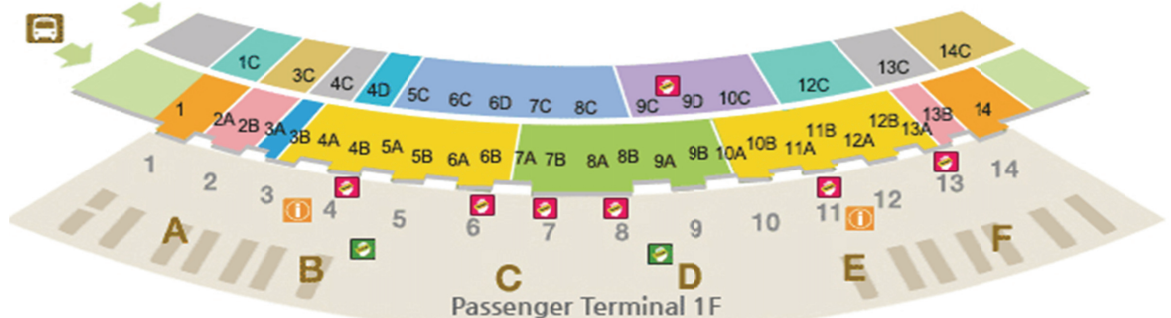 1C 3C 4C 4D 5C 6C 6D 7C 8C 9C 9D 10C 12C 13C 14C
1 2A 2B 3A 3B 4A 4B 5A 5B 6A 6B 7A 7B 8A 8B 9A 9B 10A 10B 11A 11B 12A 12B 13A 13B 14
1 2 3 4 5 6 7 8 9 10 11 12 13 14
A B C D E F
Passenger Terminal 1F